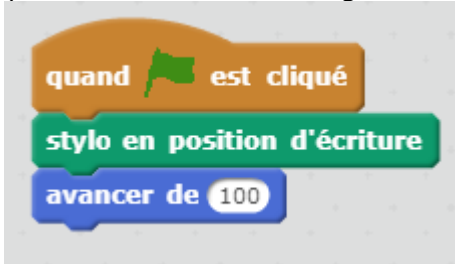 quand est cliqué
stylo en position d'écriture
avancer de 100